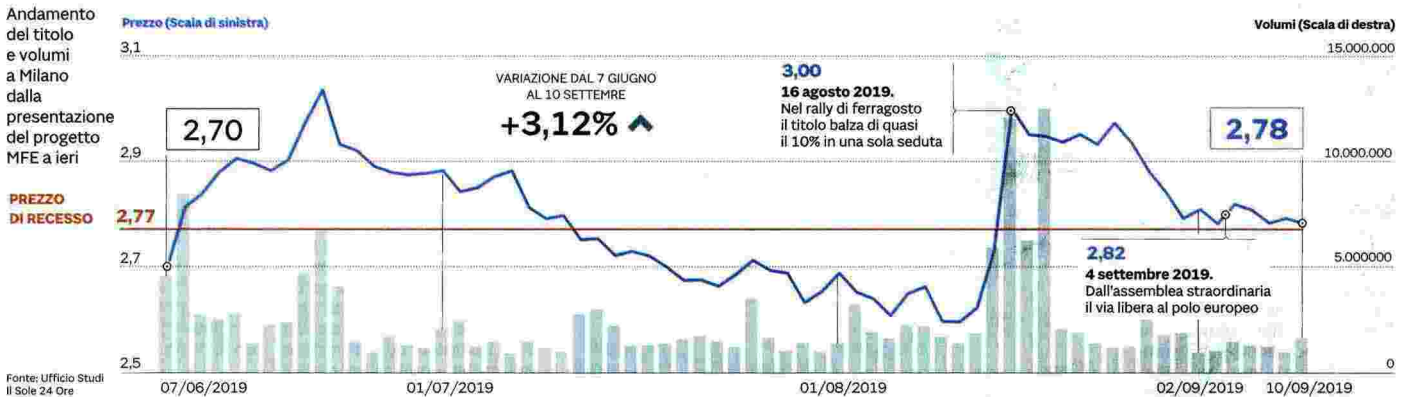 Andamento
del titolo
e volumi
a Milano
dalla
presentazione
del progetto
MFE a ieri
Prezzo (Scala di sinistra)
Volumi (Scala di destra)
3,1
15.000.000
2,70
VARIAZIONE DAL 7 GIUGNO
AL 10 SETTEMRE
+3,12%
3,00
16 agosto 2019.
Nel rally di ferragosto
il titolo balza di quasi
il 10% in una sola seduta
2,78
2,9
10.000.000
PREZZO
DI RECESSO
2,77
2,7
5.000000
2,82
4 settembre 2019.
Dall'assemblea straordinaria
il via libera al polo europeo
2,5
0
07/06/2019
01/07/2019
01/08/2019
02/09/2019
10/09/2019
Fonte: Ufficio Studi
Il Sole 24 Ore